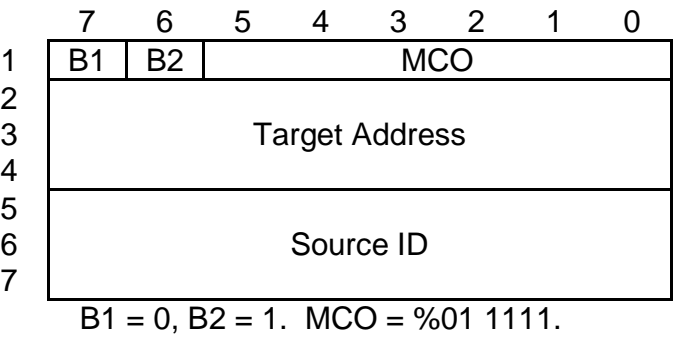 7 6 5 4 3 2 1 0
1 B1 B2 MCO
2
3 Target Address
4
5
6 Source ID
7
B1 = 0, B2 = 1. MCO = %01 1111.